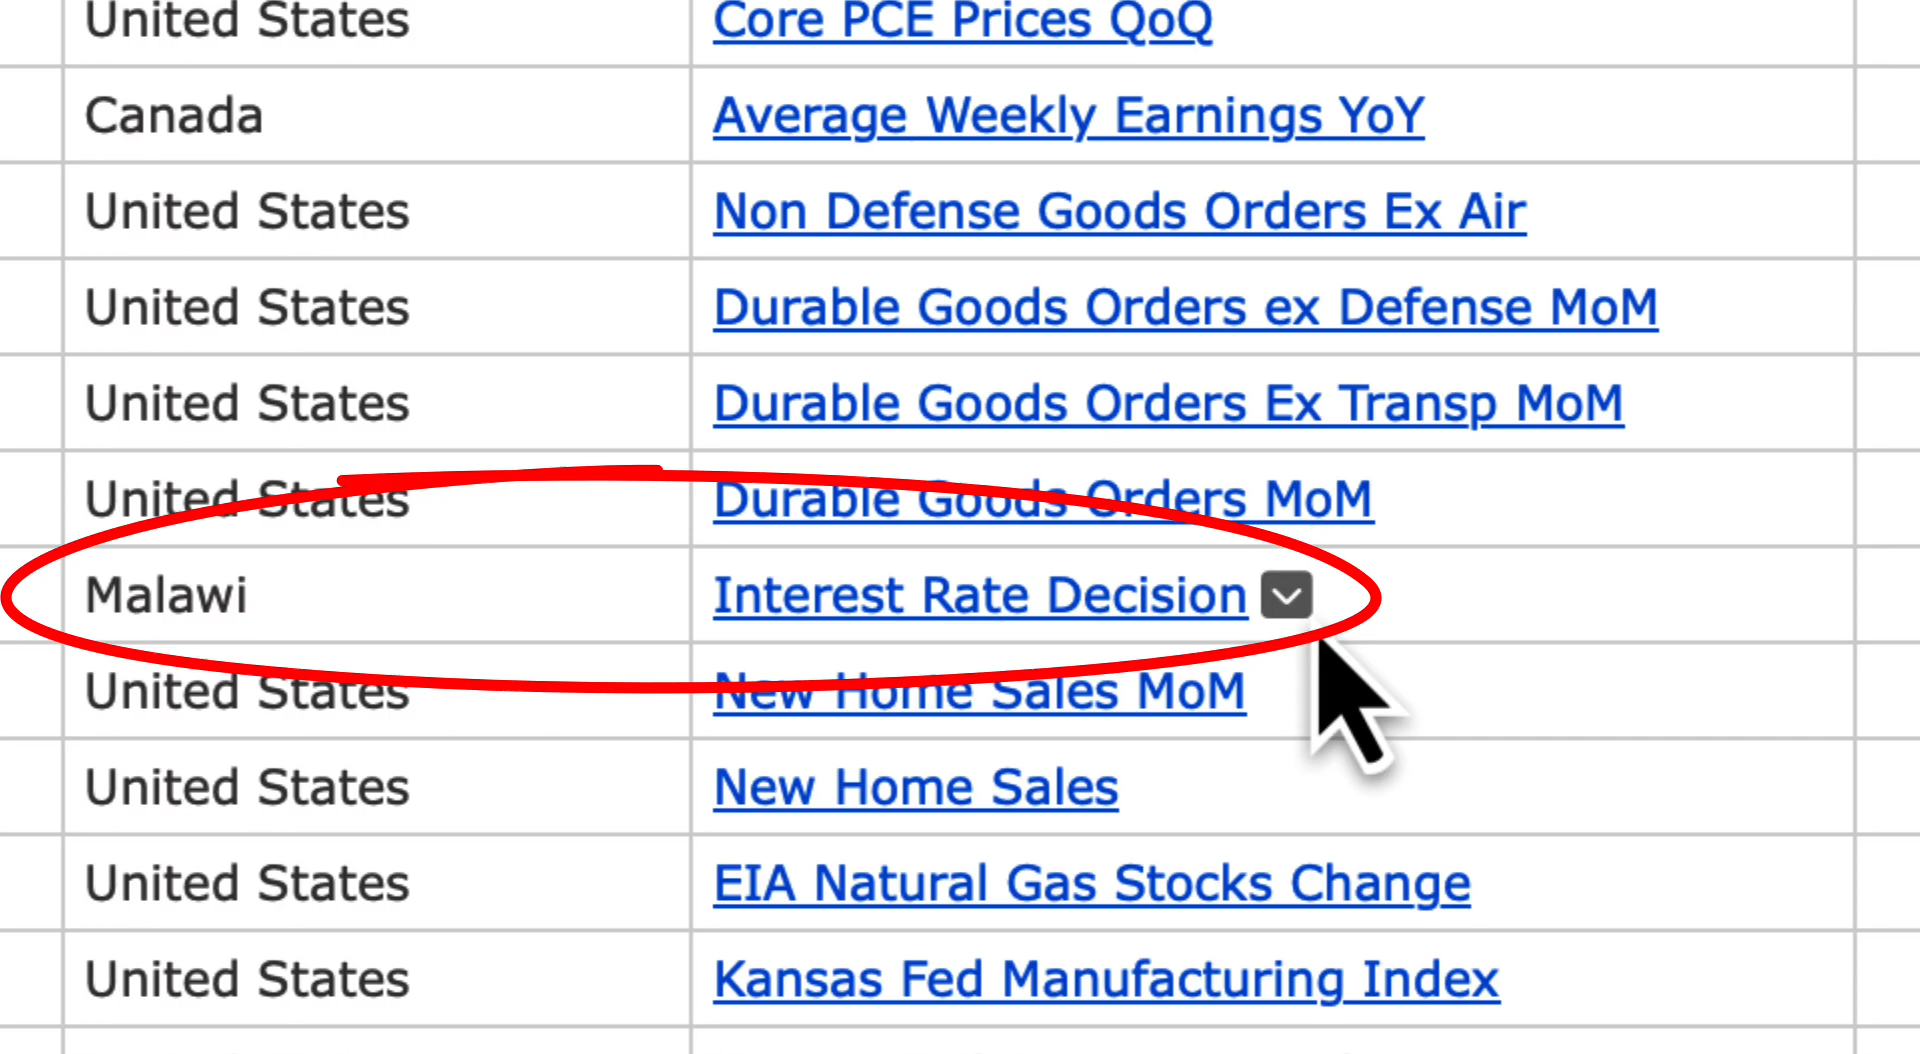 United States Core PCE Prices QoQ
Canada Average Weekly Earnings YoY
United States Non Defense Goods Orders Ex Air
United States Durable Goods Orders ex Defense MoM
United States Durable Goods Orders Ex Transp MoM
United States Durable Goods Orders MoM
Malawi Interest Rate Decision
United States New Home Sales MoM
United States New Home Sales
United States EIA Natural Gas Stocks Change
United States Kansas Fed Manufacturing Index